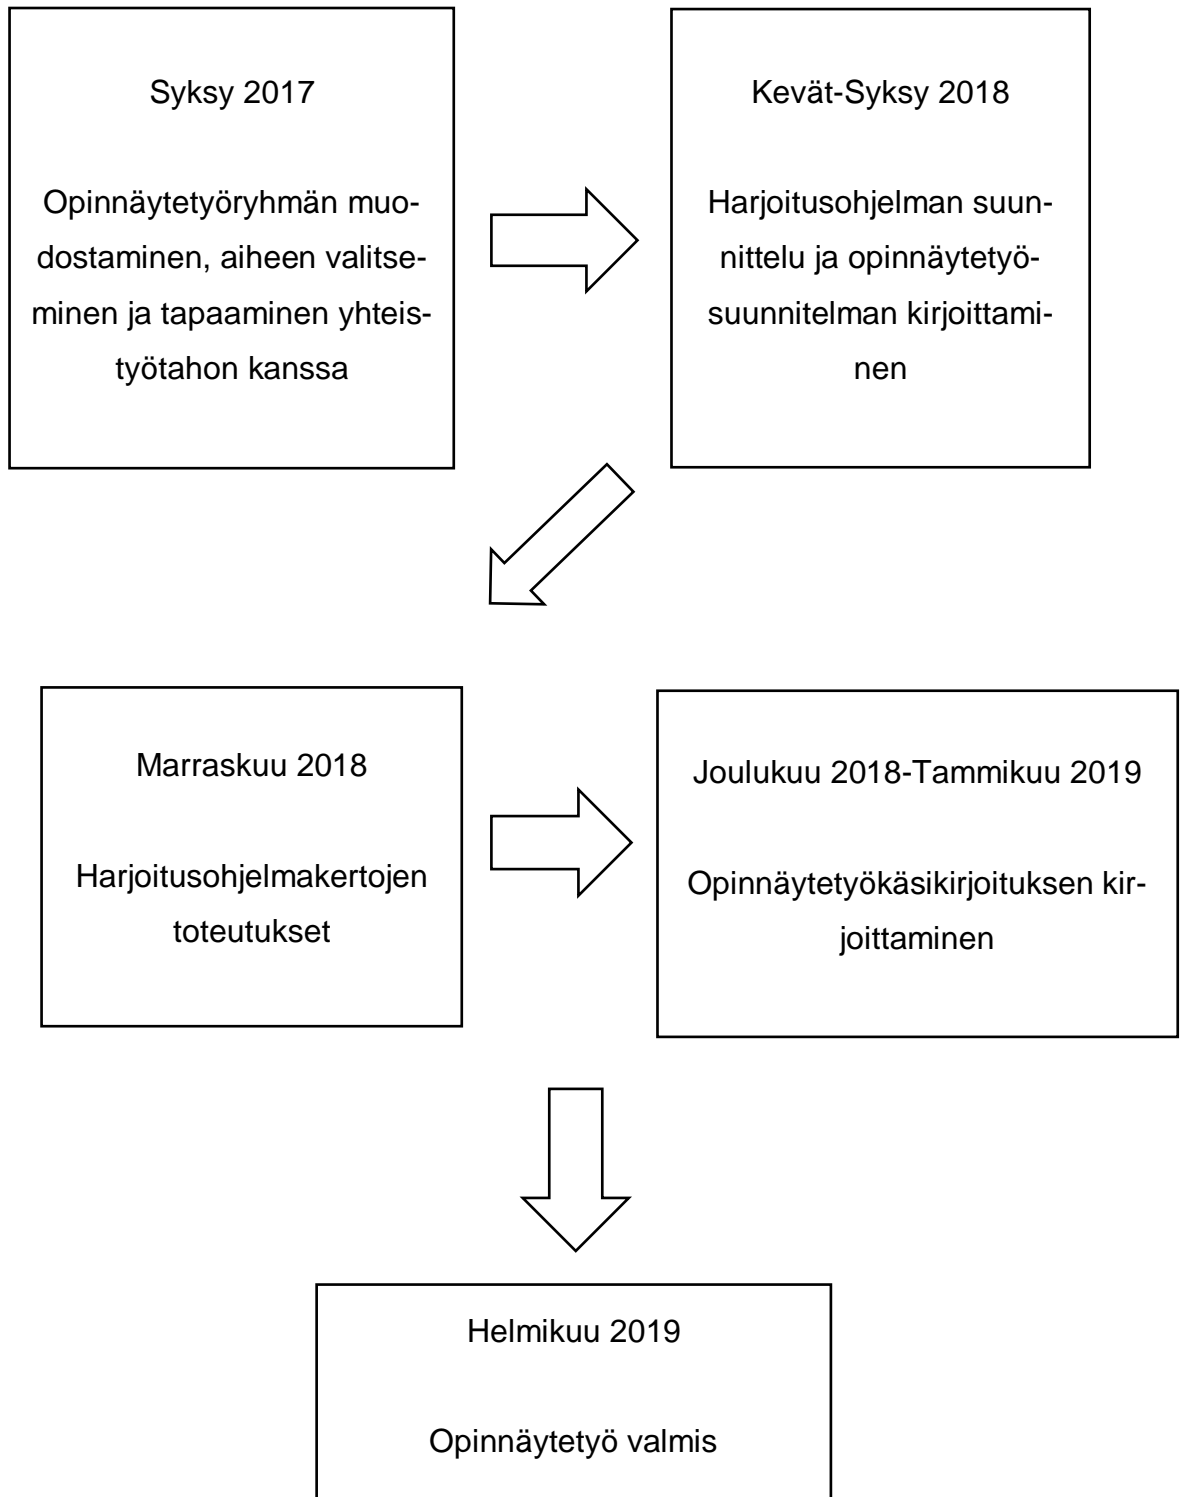 Syksy 2017
Opinnäytetyöryhmän muo-
dostaminen, aiheen valitse-
minen ja tapaaminen yhteis-
työtahon kanssa
Kevät-Syksy 2018
Harjoitusohjelman suun-
nittelu ja opinnäytetyö-
suunnitelman kirjoittami-
nen
Marraskuu 2018
Harjoitusohjelmakertojen
toteutukset
Joulukuu 2018-Tammikuu 2019
Opinnäytetyökäsikirjoituksen kir-
joittaminen
Helmikuu 2019
Opinnäytetyö valmis